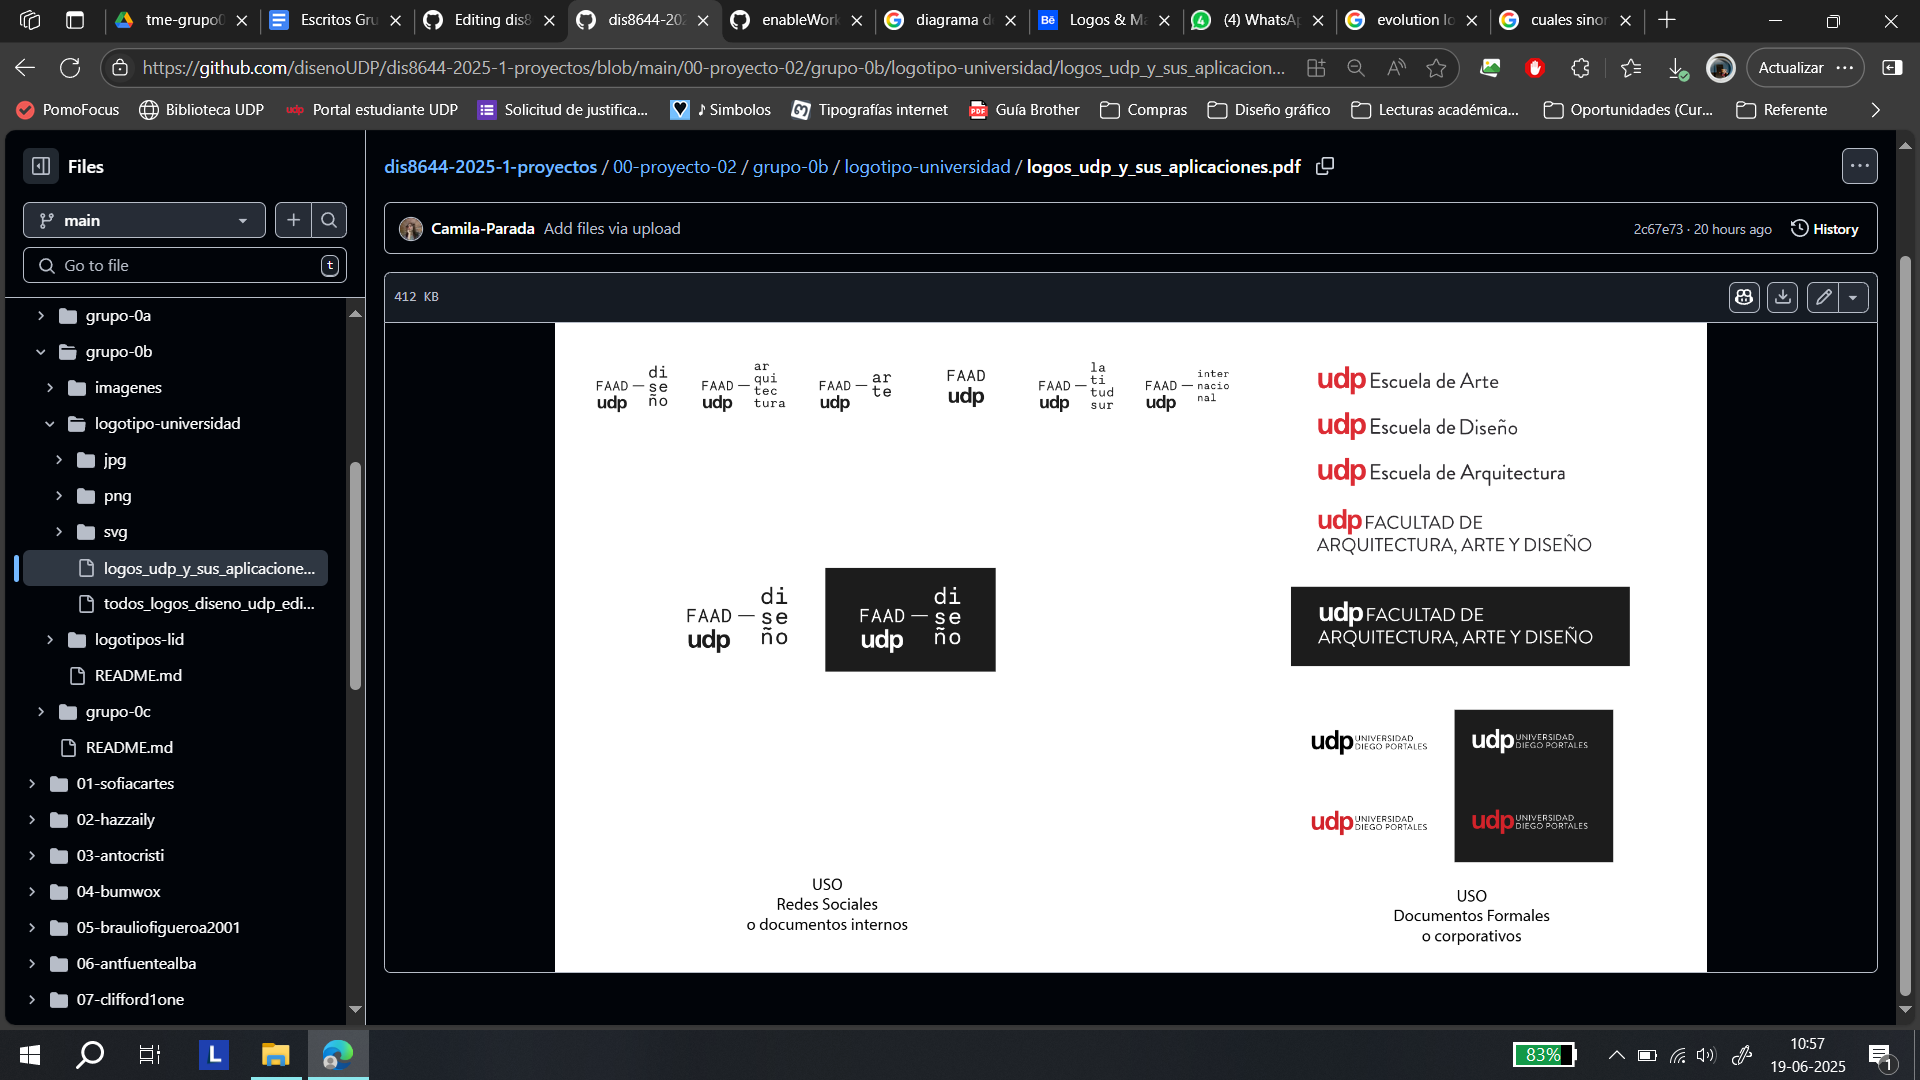 tme-grupo0
Escritos Gru
Editing dis8
dis8644-202
enableWork
diagrama de
Logos & Ma
(4) WhatsAp
evolution lo
cuales sinor
https://github.com/disenoUDP/dis8644-2025-1-proyectos/blob/main/00-proyecto-02/grupo-0b/logotipo-universidad/logos_udp_y_sus_aplicacion...
Actualizar
PomoFocus
Biblioteca UDP
udp Portal estudiante UDP
Solicitud de justifica...
♪ Simbolos
Tipografías internet
PDF Guía Brother
Compras
Diseño gráfico
Lecturas académica...
Oportunidades (Cur...
Referente
Files
main
Go to file
t
grupo-0a
grupo-0b
imagenes
logotipo-universidad
jpg
png
svg
logos_udp_y_sus_aplicacione...
todos_logos_diseno_udp_edi...
logotipos-lid
README.md
grupo-0c
README.md
01-sofiacartes
02-hazzaily
03-antocristi
04-bumwox
05-brauliofigueroa2001
06-antfuentealba
07-clifford1one
dis8644-2025-1-proyectos / 00-proyecto-02 / grupo-0b / logotipo-universidad / logos_udp_y_sus_aplicaciones.pdf
Camila-Parada Add files via upload
2c67e73 · 20 hours ago
History
412 KB
FAAD — di
se
ño
udp
FAAD — ar
qui
tec
tura
udp
FAAD — ar
te
udp
FAAD
udp
FAAD — la
ti
tud
sur
udp
FAAD — inter
nacio
nal
udp
udp Escuela de Arte
udp Escuela de Diseño
udp Escuela de Arquitectura
udp FACULTAD DE
ARQUITECTURA, ARTE Y DISEÑO
FAAD — di
se
ño
udp
FAAD — di
se
ño
udp
udp FACULTAD DE
ARQUITECTURA, ARTE Y DISEÑO
udp UNIVERSIDAD
DIEGO PORTALES
udp UNIVERSIDAD
DIEGO PORTALES
udp UNIVERSIDAD
DIEGO PORTALES
udp UNIVERSIDAD
DIEGO PORTALES
USO
Redes Sociales
o documentos internos
USO
Documentos Formales
o corporativos
L
83%
10:57
19-06-2025
1